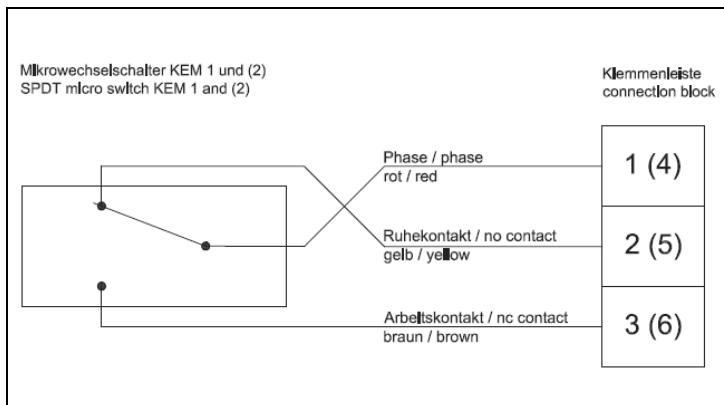 Mikrowechselschalter KEM 1 und (2)
SPDT micro switch KEM 1 and (2)
Klemmenleiste
connection block
Phase / phase
rot / red
1 (4)
Ruhekontakt / no contact
gelb / yellow
2 (5)
Arbeitskontakt / nc contact
braun / brown
3 (6)